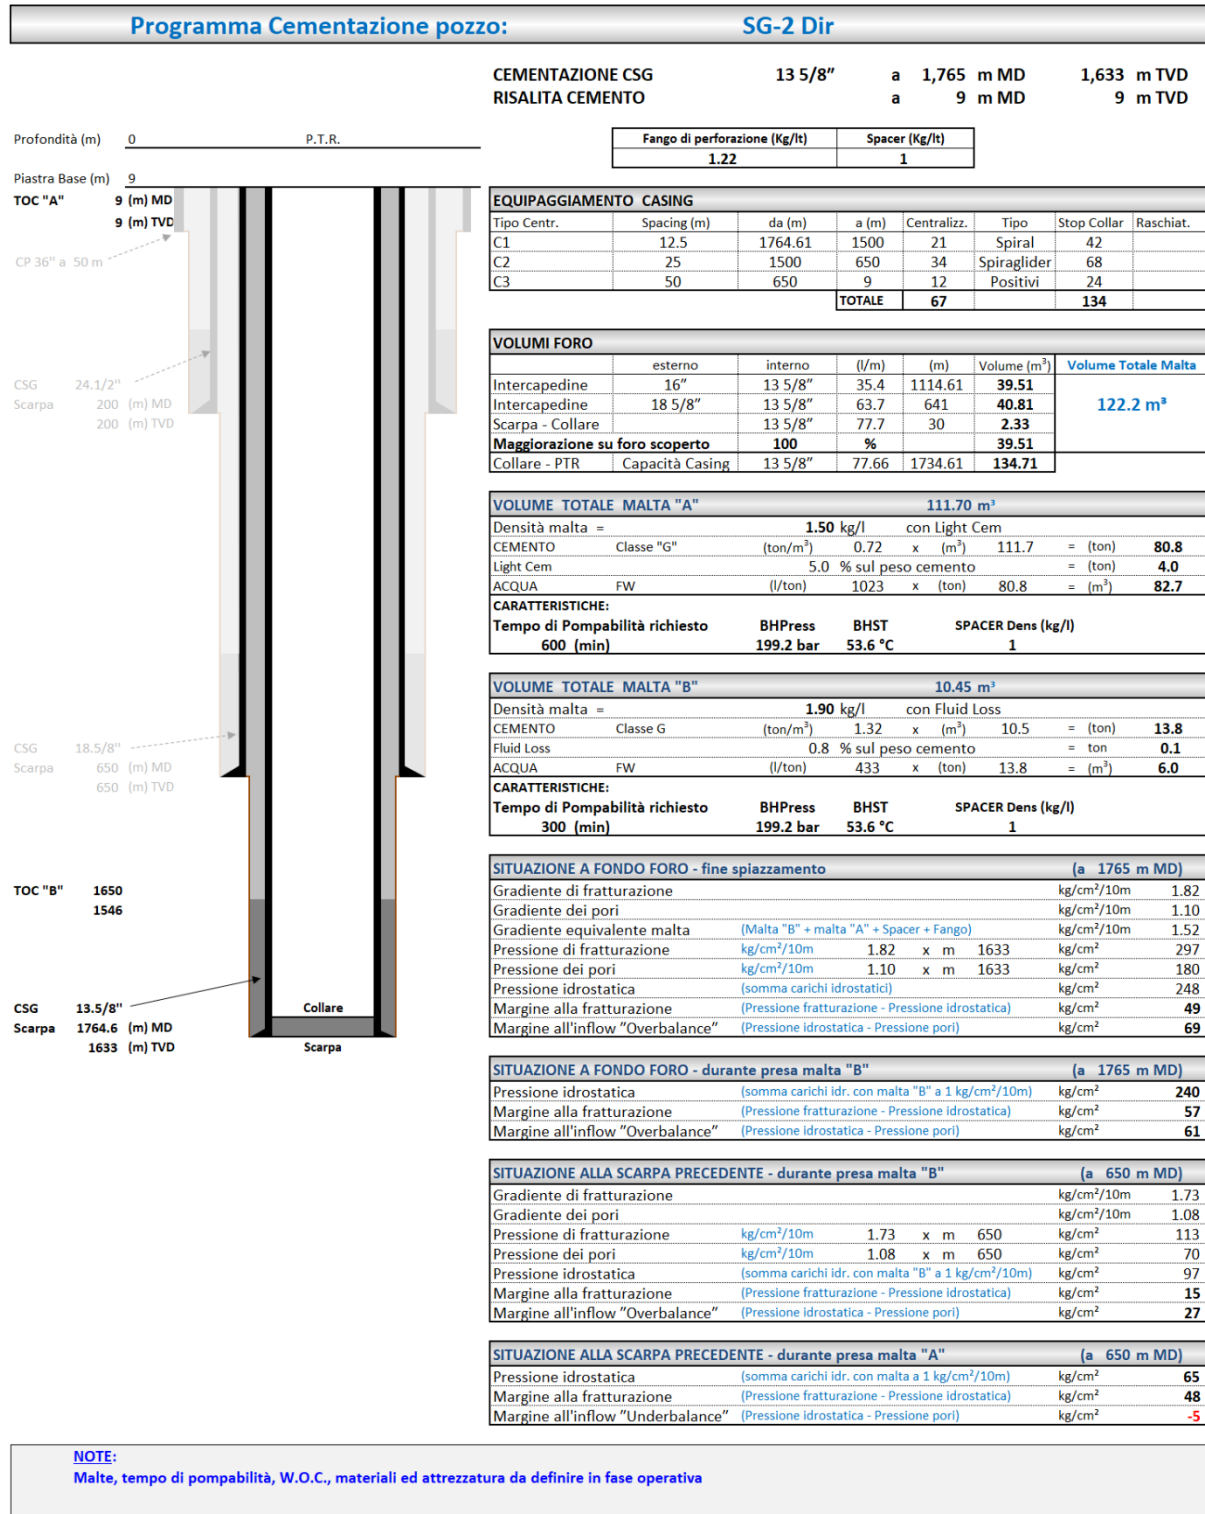 Programma Cementazione pozzo: SG-2 Dir
CEMENTAZIONE CSG 13 5/8” a 1,765 m MD 1,633 m TVD
RISALITA CEMENTO a 9 m MD 9 m TVD
Profondità (m) 0 P.T.R.
Fango di perforazione (Kg/lt) Spacer (Kg/lt)
1.22 1
Piastra Base (m) 9
TOC "A" 9 (m) MD
9 (m) TVD
CP 36" a 50 m
CSG 24.1/2"
Scarpa 200 (m) MD
200 (m) TVD
CSG 18.5/8"
Scarpa 650 (m) MD
650 (m) TVD
TOC "B" 1650
1546
CSG 13.5/8"
Scarpa 1764.6 (m) MD
1633 (m) TVD
Collare
Scarpa
EQUIPAGGIAMENTO CASING
Tipo Centr. Spacing (m) da (m) a (m) Centralizz. Tipo Stop Collar Raschiat.
C1 12.5 1764.61 1500 21 Spiral 42
C2 25 1500 650 34 Spiraglider 68
C3 50 650 9 12 Positivi 24
TOTALE 67 134
VOLUMI FORO
esterno interno (l/m) (m) Volume (m³) Volume Totale Malta
Intercapedine 16” 13 5/8” 35.4 1114.61 39.51
Intercapedine 18 5/8” 13 5/8” 63.7 641 40.81 122.2 m³
Scarpa - Collare 13 5/8” 77.7 30 2.33
Maggiorazione su foro scoperto 100 % 39.51
Collare - PTR Capacità Casing 13 5/8” 77.66 1734.61 134.71
VOLUME TOTALE MALTA "A" 111.70 m³
Densità malta = 1.50 kg/l con Light Cem
CEMENTO Classe "G" (ton/m³) 0.72 x (m³) 111.7 = (ton) 80.8
Light Cem 5.0 % sul peso cemento = (ton) 4.0
ACQUA FW (l/ton) 1023 x (ton) 80.8 = (m³) 82.7
CARATTERISTICHE:
Tempo di Pompabilità richiesto BHPress BHST SPACER Dens (kg/l)
600 (min) 199.2 bar 53.6 °C 1
VOLUME TOTALE MALTA "B" 10.45 m³
Densità malta = 1.90 kg/l con Fluid Loss
CEMENTO Classe G (ton/m³) 1.32 x (m³) 10.5 = (ton) 13.8
Fluid Loss 0.8 % sul peso cemento = ton 0.1
ACQUA FW (l/ton) 433 x (ton) 13.8 = (m³) 6.0
CARATTERISTICHE:
Tempo di Pompabilità richiesto BHPress BHST SPACER Dens (kg/l)
300 (min) 199.2 bar 53.6 °C 1
SITUAZIONE A FONDO FORO - fine spiazzamento (a 1765 m MD)
Gradiente di fratturazione kg/cm²/10m 1.82
Gradiente dei pori kg/cm²/10m 1.10
Gradiente equivalente malta (Malta "B" + malta "A" + Spacer + Fango) kg/cm²/10m 1.52
Pressione di fratturazione kg/cm²/10m 1.82 x m 1633 kg/cm² 297
Pressione dei pori kg/cm²/10m 1.10 x m 1633 kg/cm² 180
Pressione idrostatica (somma carichi idrostatici) kg/cm² 248
Margine alla fratturazione (Pressione fratturazione - Pressione idrostatica) kg/cm² 49
Margine all'inflow ”Overbalance” (Pressione idrostatica - Pressione pori) kg/cm² 69
SITUAZIONE A FONDO FORO - durante presa malta "B" (a 1765 m MD)
Pressione idrostatica (somma carichi idr. con malta "B" a 1 kg/cm²/10m) kg/cm² 240
Margine alla fratturazione (Pressione fratturazione - Pressione idrostatica) kg/cm² 57
Margine all'inflow ”Overbalance” (Pressione idrostatica - Pressione pori) kg/cm² 61
SITUAZIONE ALLA SCARPA PRECEDENTE - durante presa malta "B" (a 650 m MD)
Gradiente di fratturazione kg/cm²/10m 1.73
Gradiente dei pori kg/cm²/10m 1.08
Pressione di fratturazione kg/cm²/10m 1.73 x m 650 kg/cm² 113
Pressione dei pori kg/cm²/10m 1.08 x m 650 kg/cm² 70
Pressione idrostatica (somma carichi idr. con malta "B" a 1 kg/cm²/10m) kg/cm² 97
Margine alla fratturazione (Pressione fratturazione - Pressione idrostatica) kg/cm² 15
Margine all'inflow ”Overbalance” (Pressione idrostatica - Pressione pori) kg/cm² 27
SITUAZIONE ALLA SCARPA PRECEDENTE - durante presa malta "A" (a 650 m MD)
Pressione idrostatica (somma carichi idr. con malta a 1 kg/cm²/10m) kg/cm² 65
Margine alla fratturazione (Pressione fratturazione - Pressione idrostatica) kg/cm² 48
Margine all'inflow ”Underbalance” (Pressione idrostatica - Pressione pori) kg/cm² -5
NOTE:
Malte, tempo di pompabilità, W.O.C., materiali ed attrezzatura da definire in fase operativa